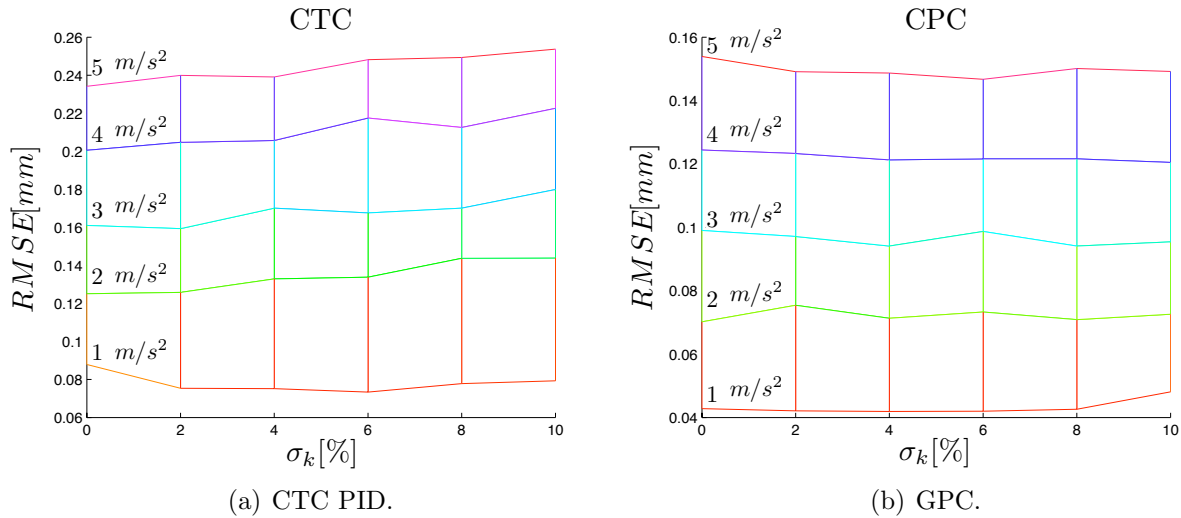 CTC
0.26
0.24
0.22
0.2
0.18
0.16
0.14
0.12
0.1
0.08
0.06
RMSE[mm]
5 m/s²
4 m/s²
3 m/s²
2 m/s²
1 m/s²
0 2 4 6 8 10
σₖ[%]
(a) CTC PID.
CPC
0.16
0.14
0.12
0.1
0.08
0.06
0.04
RMSE[mm]
5 m/s²
4 m/s²
3 m/s²
2 m/s²
1 m/s²
0 2 4 6 8 10
σₖ[%]
(b) GPC.